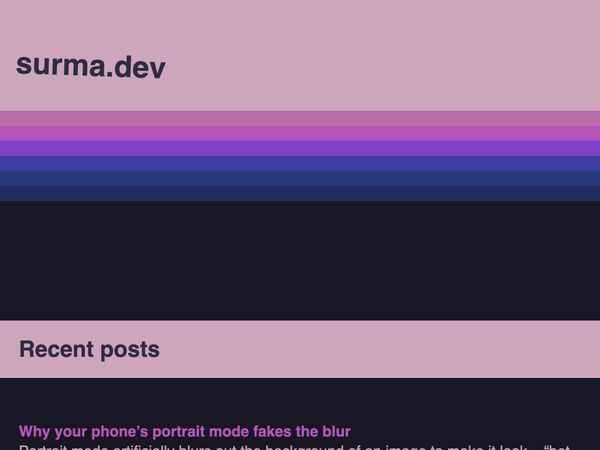 surma.dev
Recent posts
Why your phone’s portrait mode fakes the blur
Portrait mode artificially blurs out the background of an image to make it look… “bet